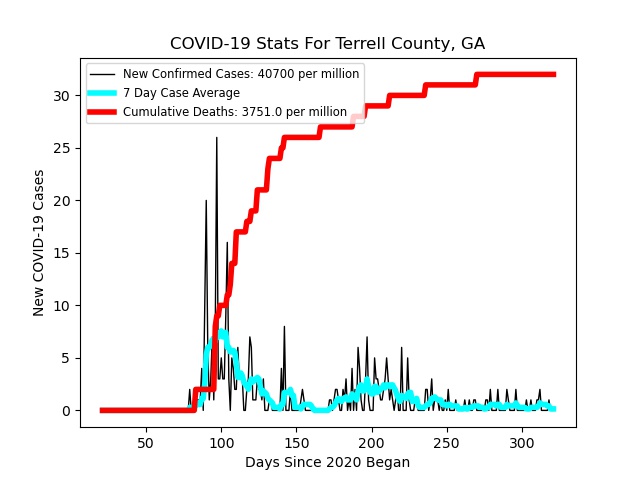 COVID-19 Stats For Terrell County, GA
New Confirmed Cases: 40700 per million
7 Day Case Average
Cumulative Deaths: 3751.0 per million
New COVID-19 Cases
30
25
20
15
10
5
0
50 100 150 200 250 300
Days Since 2020 Began